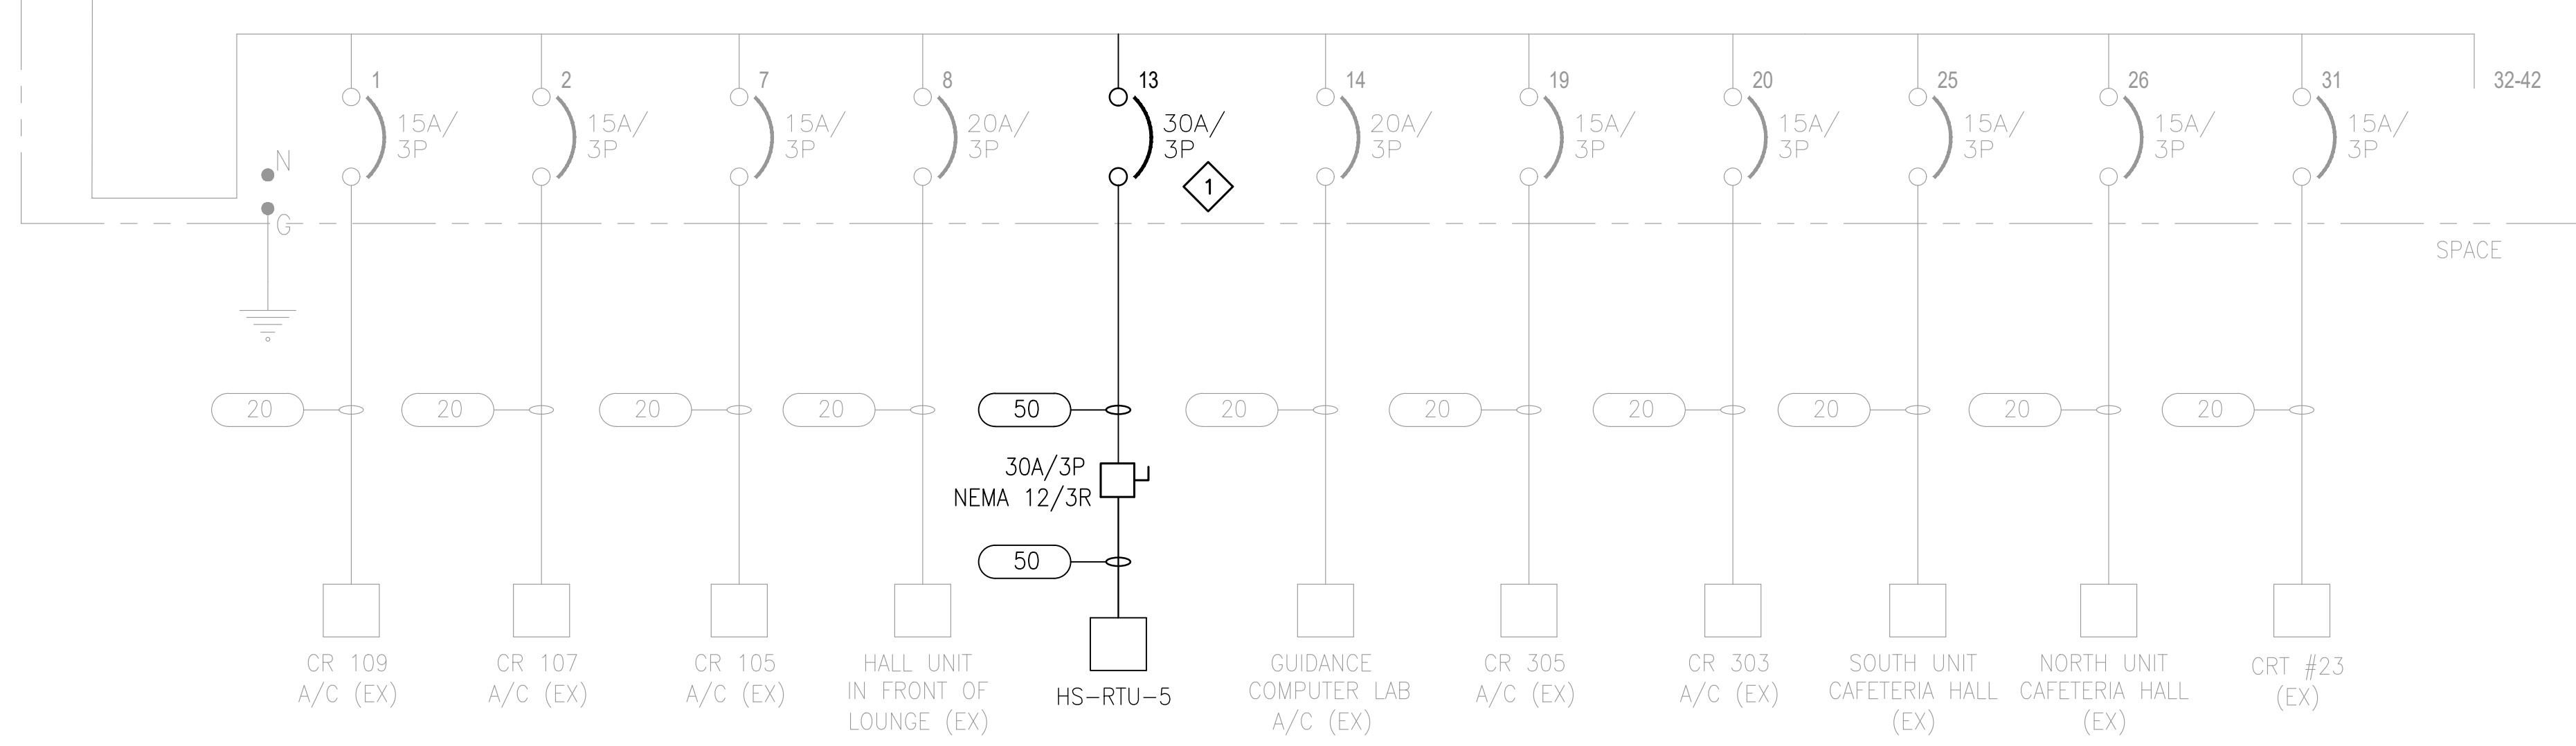 1
2
7
8
13
14
19
20
25
26
31
32-42
15A/
3P
15A/
3P
15A/
3P
20A/
3P
30A/
3P
20A/
3P
15A/
3P
15A/
3P
15A/
3P
15A/
3P
15A/
3P
N
1
G
SPACE
20
20
20
20
50
20
20
20
20
20
20
30A/3P
NEMA 12/3R
50
CR 109
A/C (EX)
CR 107
A/C (EX)
CR 105
A/C (EX)
HALL UNIT
IN FRONT OF
LOUNGE (EX)
HS-RTU-5
GUIDANCE
COMPUTER LAB
A/C (EX)
CR 305
A/C (EX)
CR 303
A/C (EX)
SOUTH UNIT
CAFETERIA HALL
(EX)
NORTH UNIT
CAFETERIA HALL
(EX)
CRT #23
(EX)